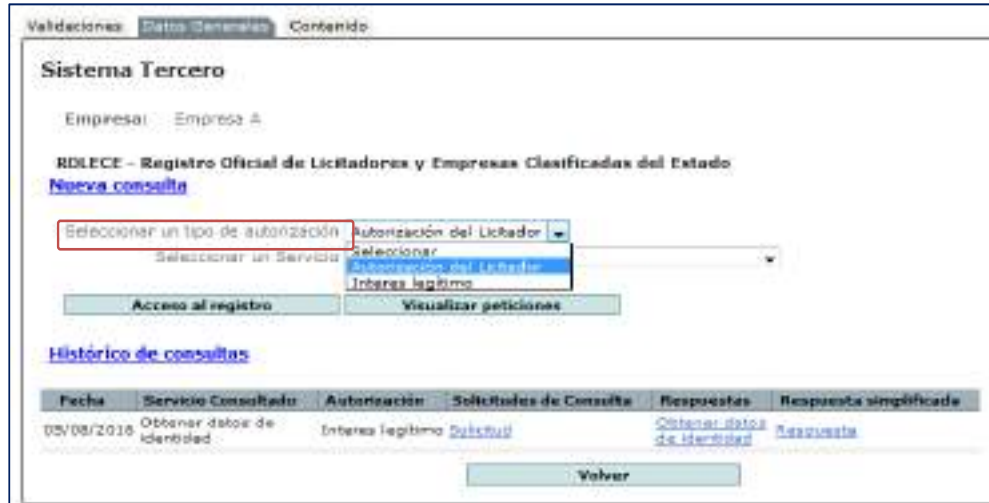 Validaciones Datos Generales Contenido
Sistema Tercero
Empresa: Empresa A
ROLECE - Registro Oficial de Licitadores y Empresas Clasificadas del Estado
Nueva consulta
Seleccionar un tipo de autorización Autorización del Licitador
Seleccionar un Servicio Seleccionar
Autorización del Licitador
Interes legítimo
Acceso al registro Visualizar peticiones
Histórico de consultas
Fecha Servicio Consultado Autorización Solicitudes de Consulta Respuestas Respuesta simplificada
09/08/2016 Obtener datos de identidad Interes legítimo Solicitud Obtener datos de identidad Respuesta
Volver